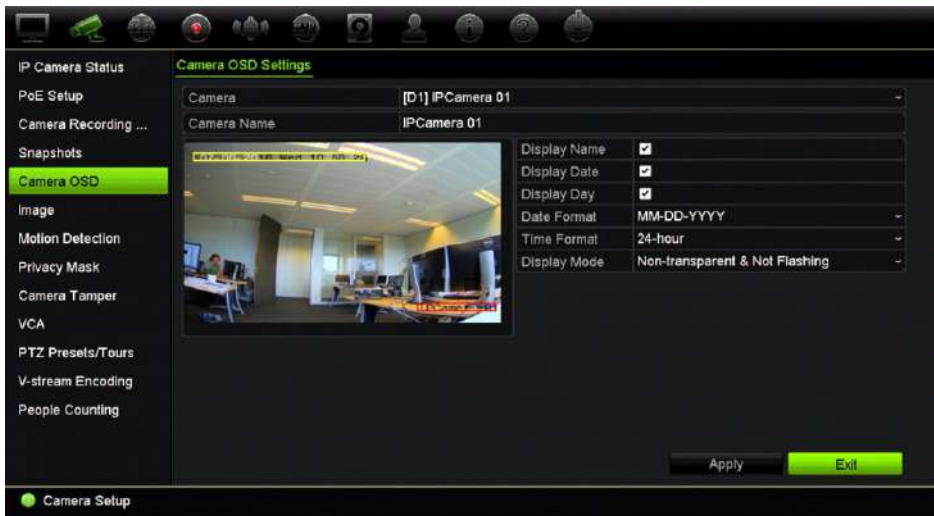 IP Camera Status
PoE Setup
Camera Recording ...
Snapshots
Camera OSD
Image
Motion Detection
Privacy Mask
Camera Tamper
VCA
PTZ Presets/Tours
V-stream Encoding
People Counting
Camera OSD Settings
Camera [D1] IPCamera 01
Camera Name IPCamera 01
Display Name
Display Date
Display Day
Date Format MM-DD-YYYY
Time Format 24-hour
Display Mode Non-transparent & Not Flashing
Apply Exit
Camera Setup